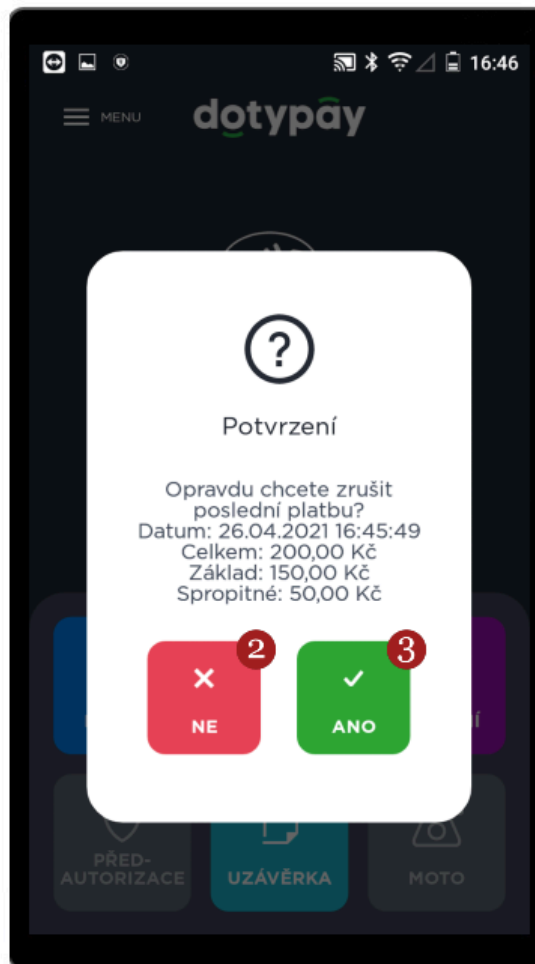 16:46
MENU
dotypay
?
Potvrzení
Opravdu chcete zrušit
poslední platbu?
Datum: 26.04.2021 16:45:49
Celkem: 200,00 Kč
Základ: 150,00 Kč
Spropitné: 50,00 Kč
2
3
NE
ANO
PŘED-
AUTORIZACE
UZÁVĚRKA
MOTO